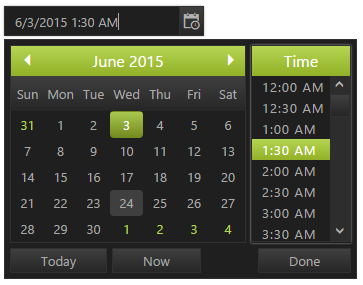 6/3/2015 1:30 AM
June 2015
Time
Sun Mon Tue Wed Thu Fri Sat
31 1 2 3 4 5 6
7 8 9 10 11 12 13
14 15 16 17 18 19 20
21 22 23 24 25 26 27
28 29 30 1 2 3 4
12:00 AM
12:30 AM
1:00 AM
1:30 AM
2:00 AM
2:30 AM
3:00 AM
3:30 AM
Today
Now
Done